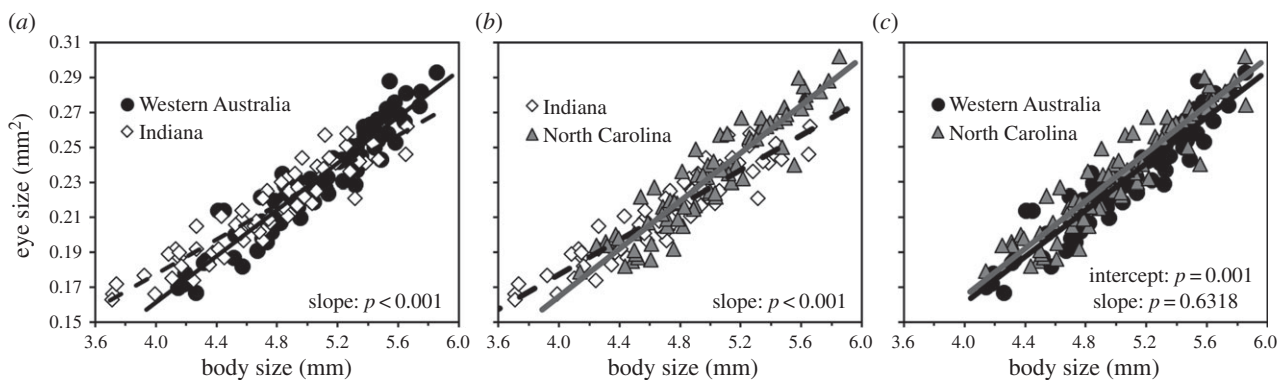 (a)
(b)
(c)
eye size (mm²)
0.31
0.29
0.27
0.25
0.23
0.21
0.19
0.17
0.15
Western Australia
Indiana
slope: p < 0.001
3.6 4.0 4.4 4.8 5.2 5.6 6.0
body size (mm)
Indiana
North Carolina
slope: p < 0.001
3.6 4.0 4.4 4.8 5.2 5.6 6.0
body size (mm)
Western Australia
North Carolina
intercept: p = 0.001
slope: p = 0.6318
3.6 4.0 4.4 4.8 5.2 5.6 6.0
body size (mm)